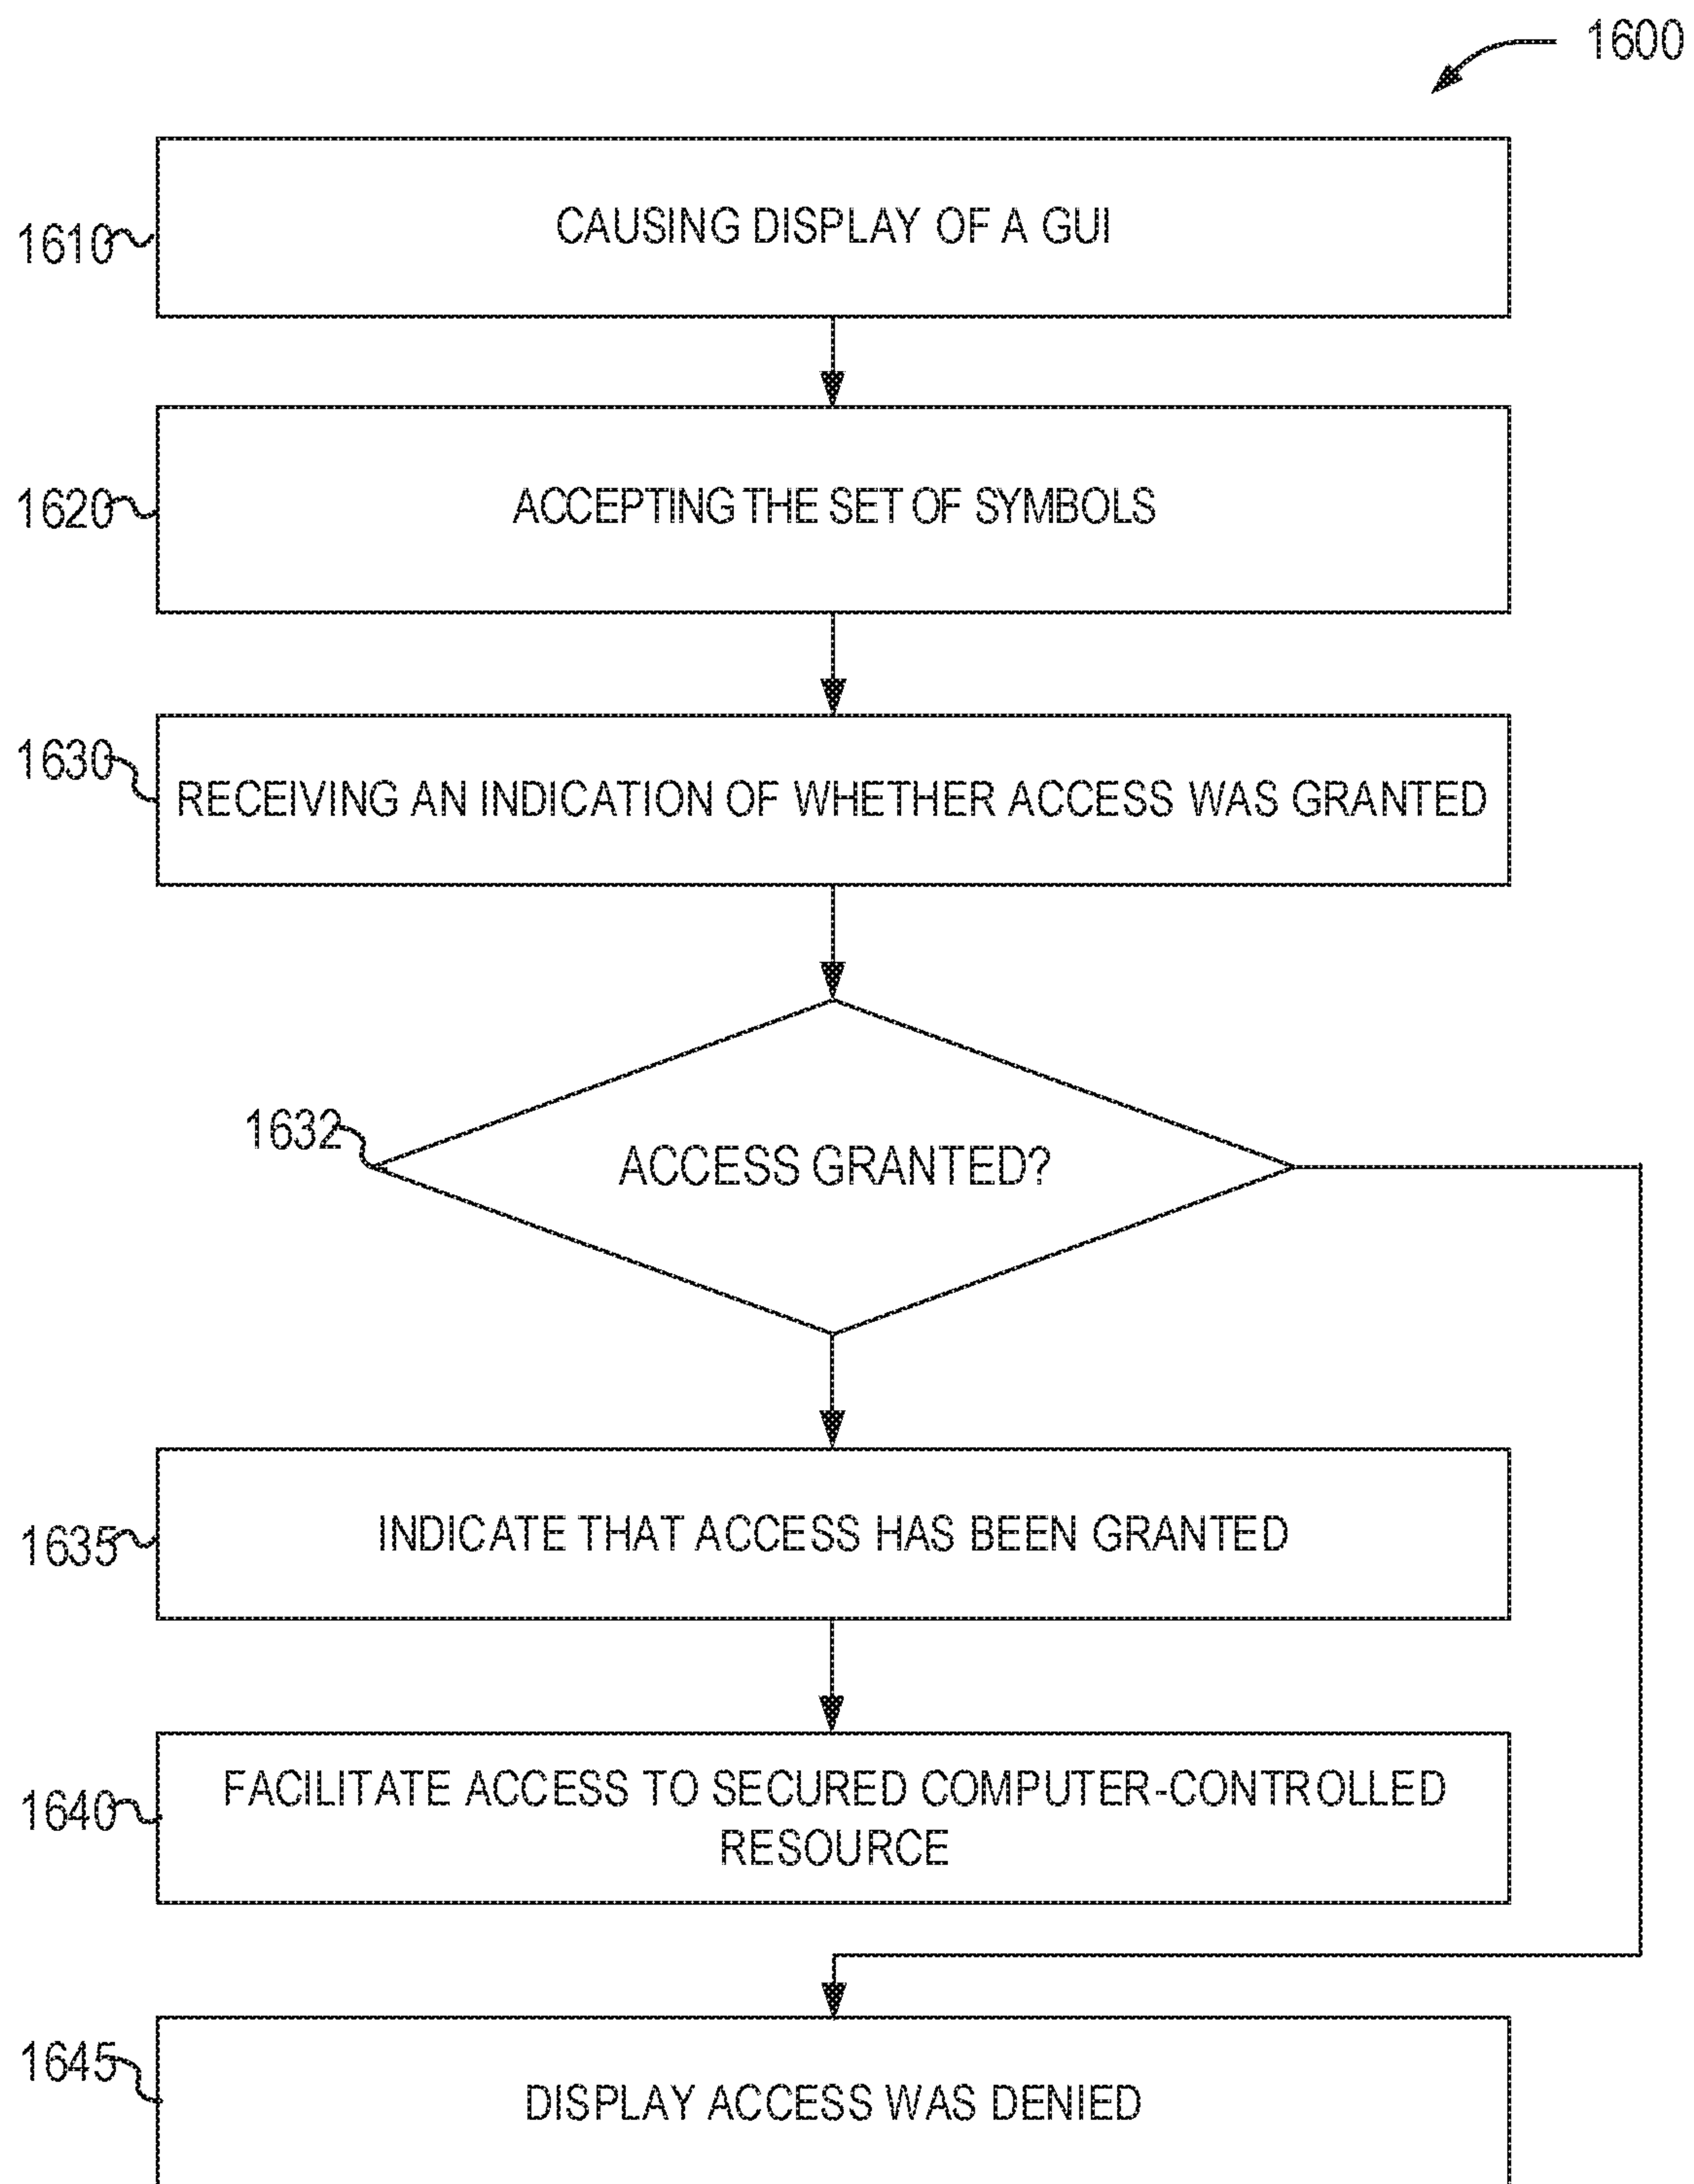 1600
1610
CAUSING DISPLAY OF A GUI
1620
ACCEPTING THE SET OF SYMBOLS
1630
RECEIVING AN INDICATION OF WHETHER ACCESS WAS GRANTED
1632
ACCESS GRANTED?
1635
INDICATE THAT ACCESS HAS BEEN GRANTED
1640
FACILITATE ACCESS TO SECURED COMPUTER-CONTROLLED
RESOURCE
1645
DISPLAY ACCESS WAS DENIED